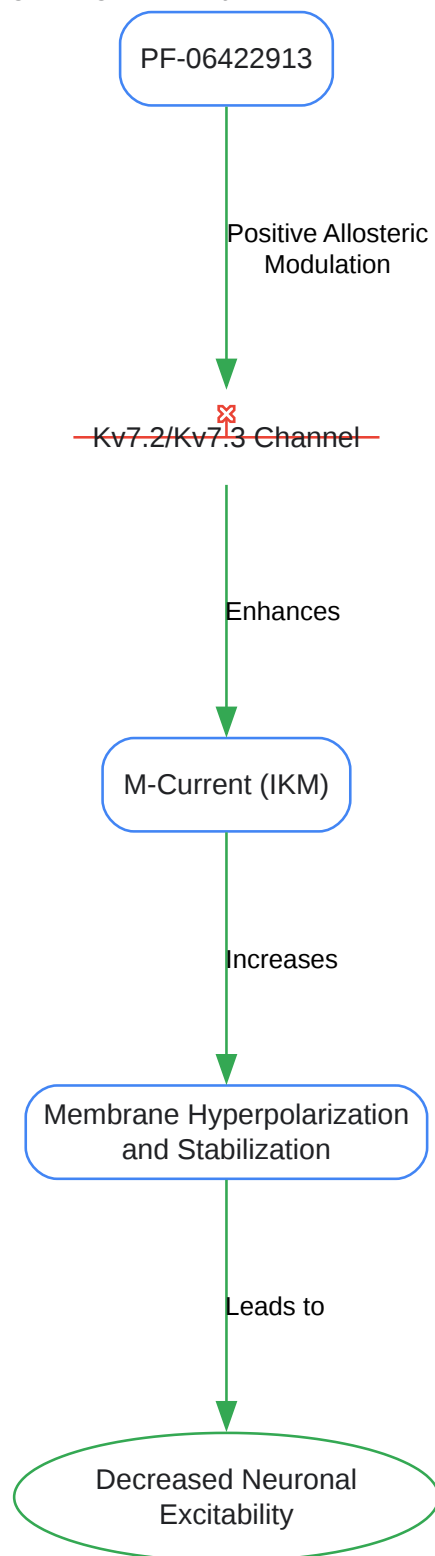 PF-06422913
Positive Allosteric
Modulation
Kv7.2/Kv7.3 Channel
Enhances
M-Current (IKM)
Increases
Membrane Hyperpolarization
and Stabilization
Leads to
Decreased Neuronal
Excitability